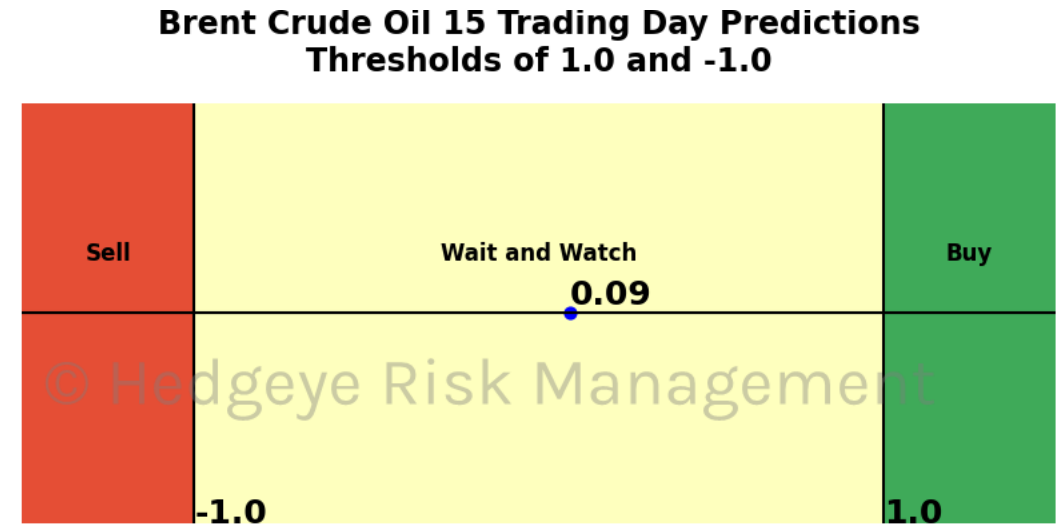 Brent Crude Oil 15 Trading Day Predictions
Thresholds of 1.0 and -1.0
Sell
Wait and Watch
Buy
0.09
© Hedgeye Risk Management
-1.0
1.0